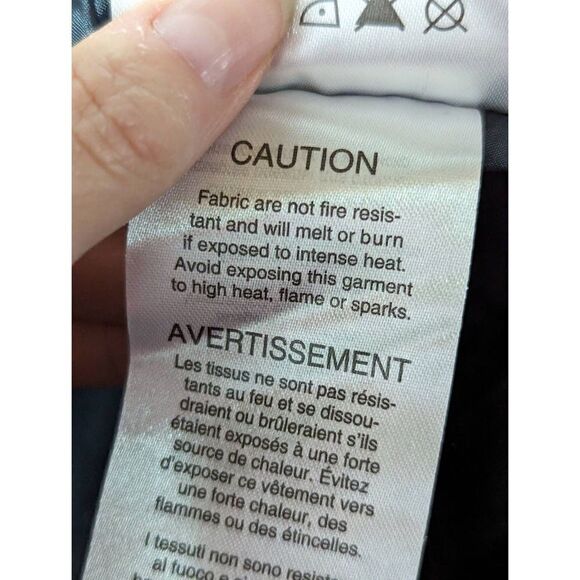 CAUTION
Fabric are not fire resis-
tant and will melt or burn
if exposed to intense heat.
Avoid exposing this garment
to high heat, flame or sparks.
AVERTISSEMENT
Les tissus ne sont pas résis-
tants au feu et se dissou-
draient ou brûleraient s'ils
étaient exposés à une forte
source de chaleur. Évitez
d'exposer ce vêtement vers
une forte chaleur, des
flammes ou des étincelles.
I tessuti non sono resiste
al fuoco e